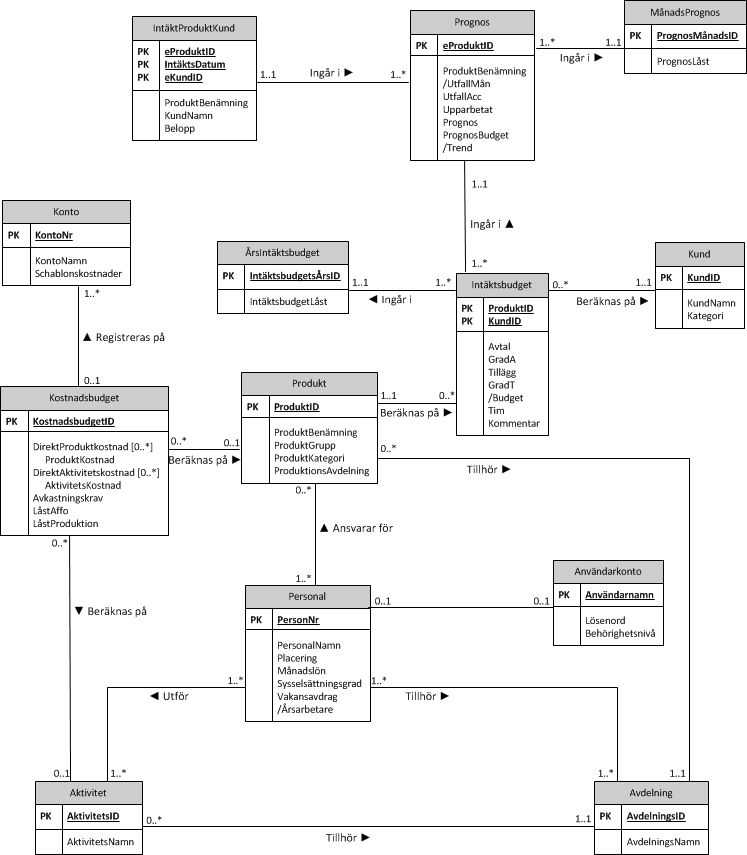 IntäktProduktKund
PK eProduktID
PK IntäktsDatum
PK eKundID
ProduktBenämning
KundNamn
Belopp
1..1
Ingår i ►
1..*
Prognos
PK eProduktID
ProduktBenämning
/UtfallMån
UtfallAcc
Upparbetat
Prognos
PrognosBudget
/Trend
1..*
Ingår i ►
1..1
MånadsPrognos
PK PrognosMånadsID
PrognosLåst
1..1
Ingår i ▲
1..*
Konto
PK KontoNr
KontoNamn
Schablonskostnader
1..*
▲ Registreras på
0..1
ÅrsIntäktsbudget
PK IntäktsbudgetsÅrsID
IntäktsbudgetLåst
1..1
◄ Ingår i
1..*
Intäktsbudget
PK ProduktID
PK KundID
Avtal
GradA
Tillägg
GradT
/Budget
Tim
Kommentar
0..*
Beräknas på ►
1..1
Kund
PK KundID
KundNamn
Kategori
Kostnadsbudget
PK KostnadsbudgetID
DirektProduktkostnad [0..*]
ProduktKostnad
DirektAktivitetskostnad [0..*]
AktivitetsKostnad
Avkastningskrav
LåstAffo
LåstProduktion
0..*
Beräknas på ►
0..1
Produkt
PK ProduktID
ProduktBenämning
ProduktGrupp
ProduktKategori
ProduktionsAvdelning
1..1
Beräknas på ►
0..*
0..*
Tillhör ►
0..*
▲ Ansvarar för
1..*
0..*
▼ Beräknas på
0..1
Personal
PK PersonNr
PersonalNamn
Placering
Månadslön
Sysselsättningsgrad
Vakansavdrag
/Årsarbetare
0..1
0..1
Användarkonto
PK Användarnamn
Lösenord
Behörighetsnivå
1..*
◄ Utför
1..*
1..*
Tillhör ►
1..*
1..1
Aktivitet
PK AktivitetsID
AktivitetsNamn
0..*
Tillhör ►
1..1
Avdelning
PK AvdelningsID
AvdelningsNamn